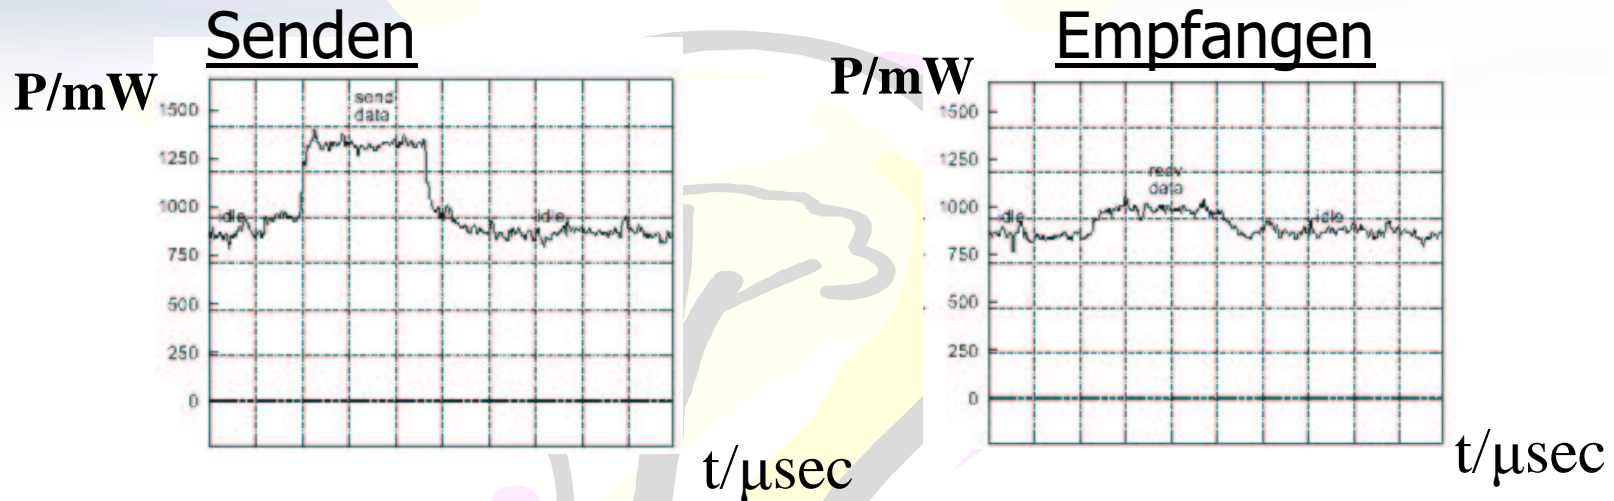 Senden
P/mW
1500
send
data
1250
1000
idle
idle
750
500
250
0
t/μsec
Empfangen
P/mW
1500
1250
recv
data
1000
idle
idle
750
500
250
0
t/μsec